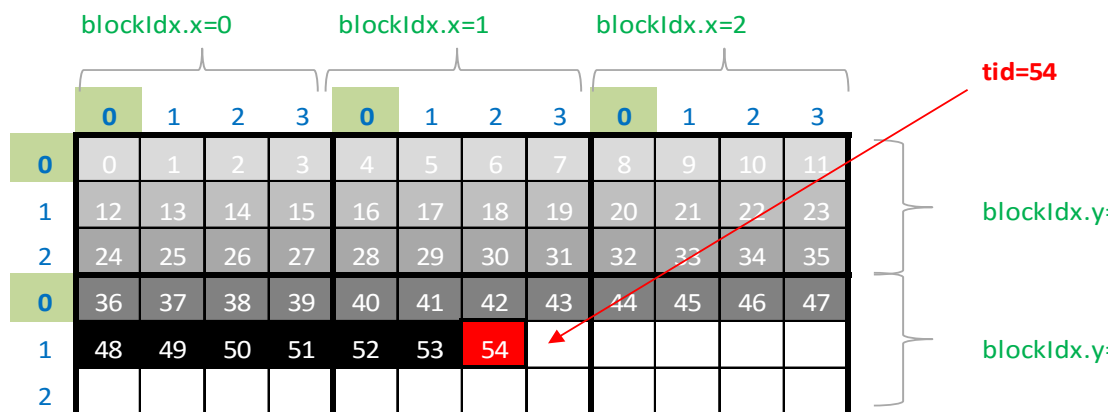 blockIdx.x=0 blockIdx.x=1 blockIdx.x=2
tid=54
0 1 2 3 0 1 2 3 0 1 2 3
0 0 1 2 3 4 5 6 7 8 9 10 11
blockIdx.y=
1 12 13 14 15 16 17 18 19 20 21 22 23
2 24 25 26 27 28 29 30 31 32 33 34 35
0 36 37 38 39 40 41 42 43 44 45 46 47
1 48 49 50 51 52 53 54
blockIdx.y=
2